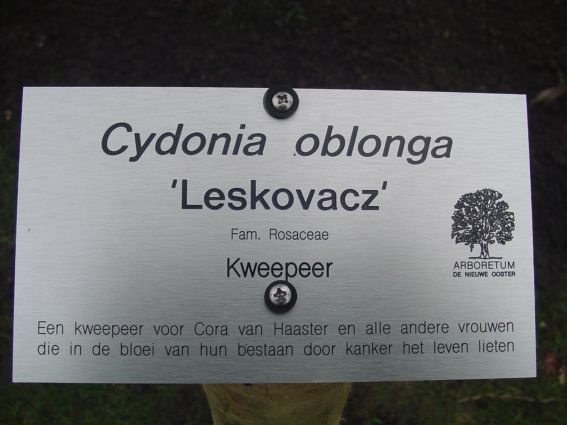 Cydonia oblonga
'Leskovacz'
Fam. Rosaceae
Kweepeer
ARBORETUM
DE NIEUWE OOSTER
Een kweepeer voor Cora van Haaster en alle andere vrouwen
die in de bloei van hun bestaan door kanker het leven lieten